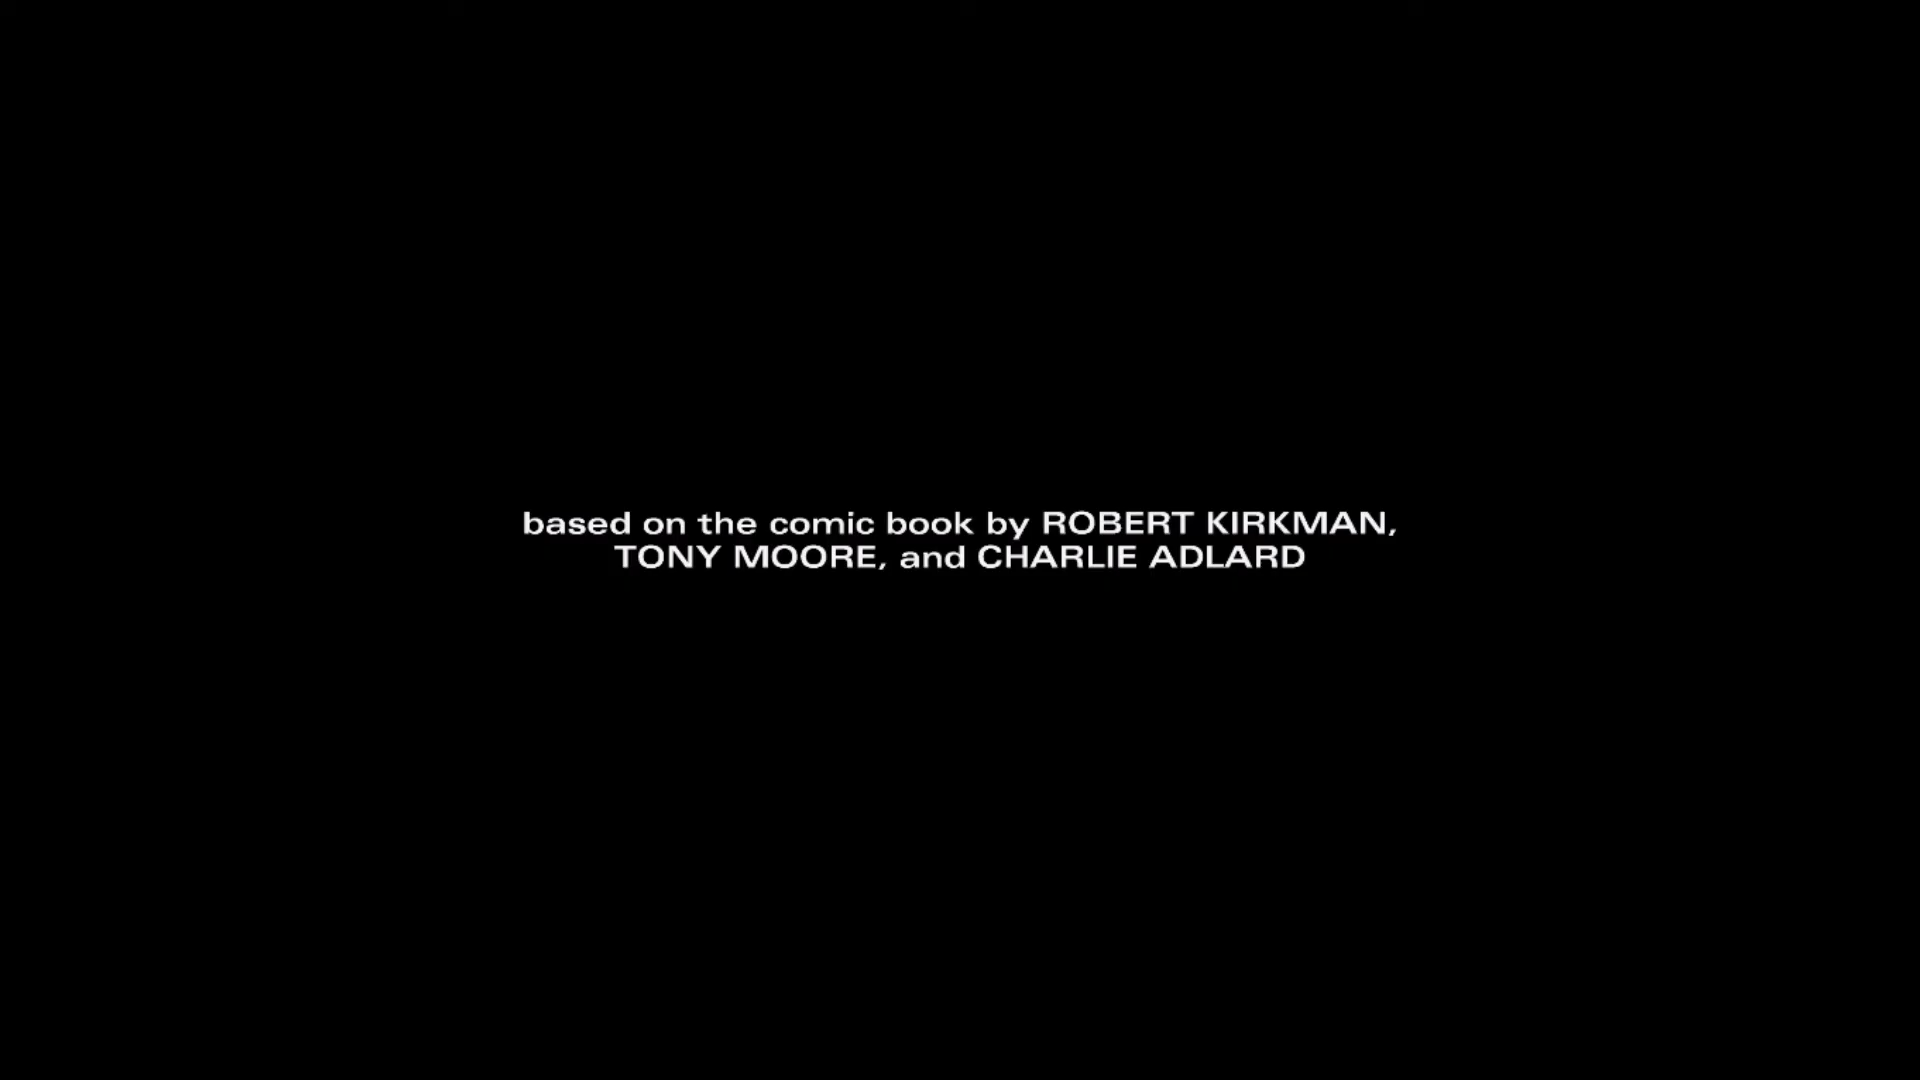 based on the comic book by ROBERT KIRKMAN,
TONY MOORE, and CHARLIE ADLARD